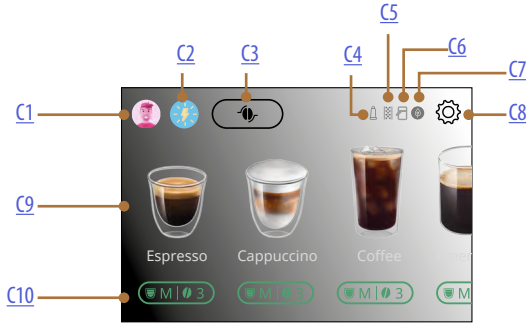 C5
C6
C2 C3 C4 C7
C1 C8
C9
Espresso Cappuccino Coffee
C10 M 3 M 3 M 3 M